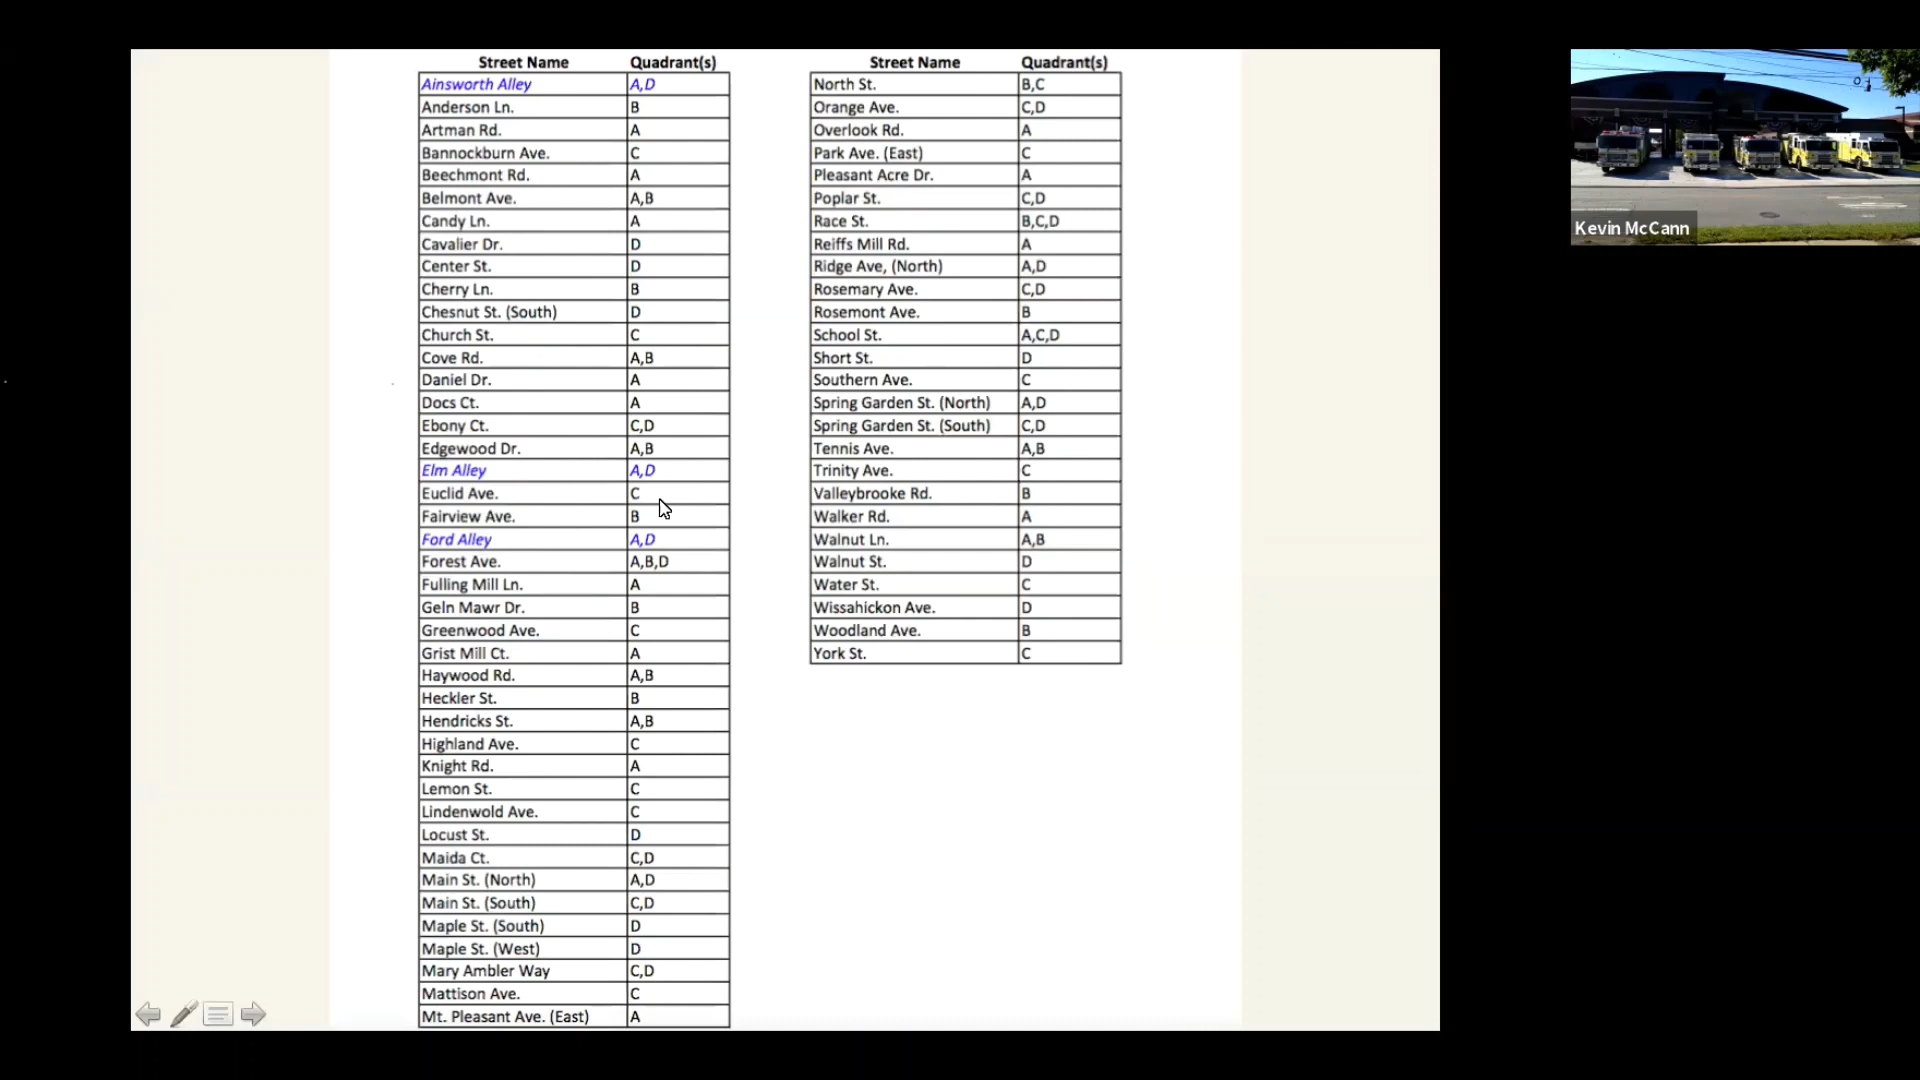 Street Name Quadrant(s)
Ainsworth Alley A,D
Anderson Ln. B
Artman Rd. A
Bannockburn Ave. C
Beechmont Rd. A
Belmont Ave. A,B
Candy Ln. A
Cavalier Dr. D
Center St. D
Cherry Ln. B
Chesnut St. (South) D
Church St. C
Cove Rd. A,B
Daniel Dr. A
Docs Ct. A
Ebony Ct. C,D
Edgewood Dr. A,B
Elm Alley A,D
Euclid Ave. C
Fairview Ave. B
Ford Alley A,D
Forest Ave. A,B,D
Fulling Mill Ln. A
Geln Mawr Dr. B
Greenwood Ave. C
Grist Mill Ct. A
Haywood Rd. A,B
Heckler St. B
Hendricks St. A,B
Highland Ave. C
Knight Rd. A
Lemon St. C
Lindenwold Ave. C
Locust St. D
Maida Ct. C,D
Main St. (North) A,D
Main St. (South) C,D
Maple St. (South) D
Maple St. (West) D
Mary Ambler Way C,D
Mattison Ave. C
Mt. Pleasant Ave. (East) A
Street Name Quadrant(s)
North St. B,C
Orange Ave. C,D
Overlook Rd. A
Park Ave. (East) C
Pleasant Acre Dr. A
Poplar St. C,D
Race St. B,C,D
Reiffs Mill Rd. A
Ridge Ave, (North) A,D
Rosemary Ave. C,D
Rosemont Ave. B
School St. A,C,D
Short St. D
Southern Ave. C
Spring Garden St. (North) A,D
Spring Garden St. (South) C,D
Tennis Ave. A,B
Trinity Ave. C
Valleybrooke Rd. B
Walker Rd. A
Walnut Ln. A,B
Walnut St. D
Water St. C
Wissahickon Ave. D
Woodland Ave. B
York St. C
Kevin McCann